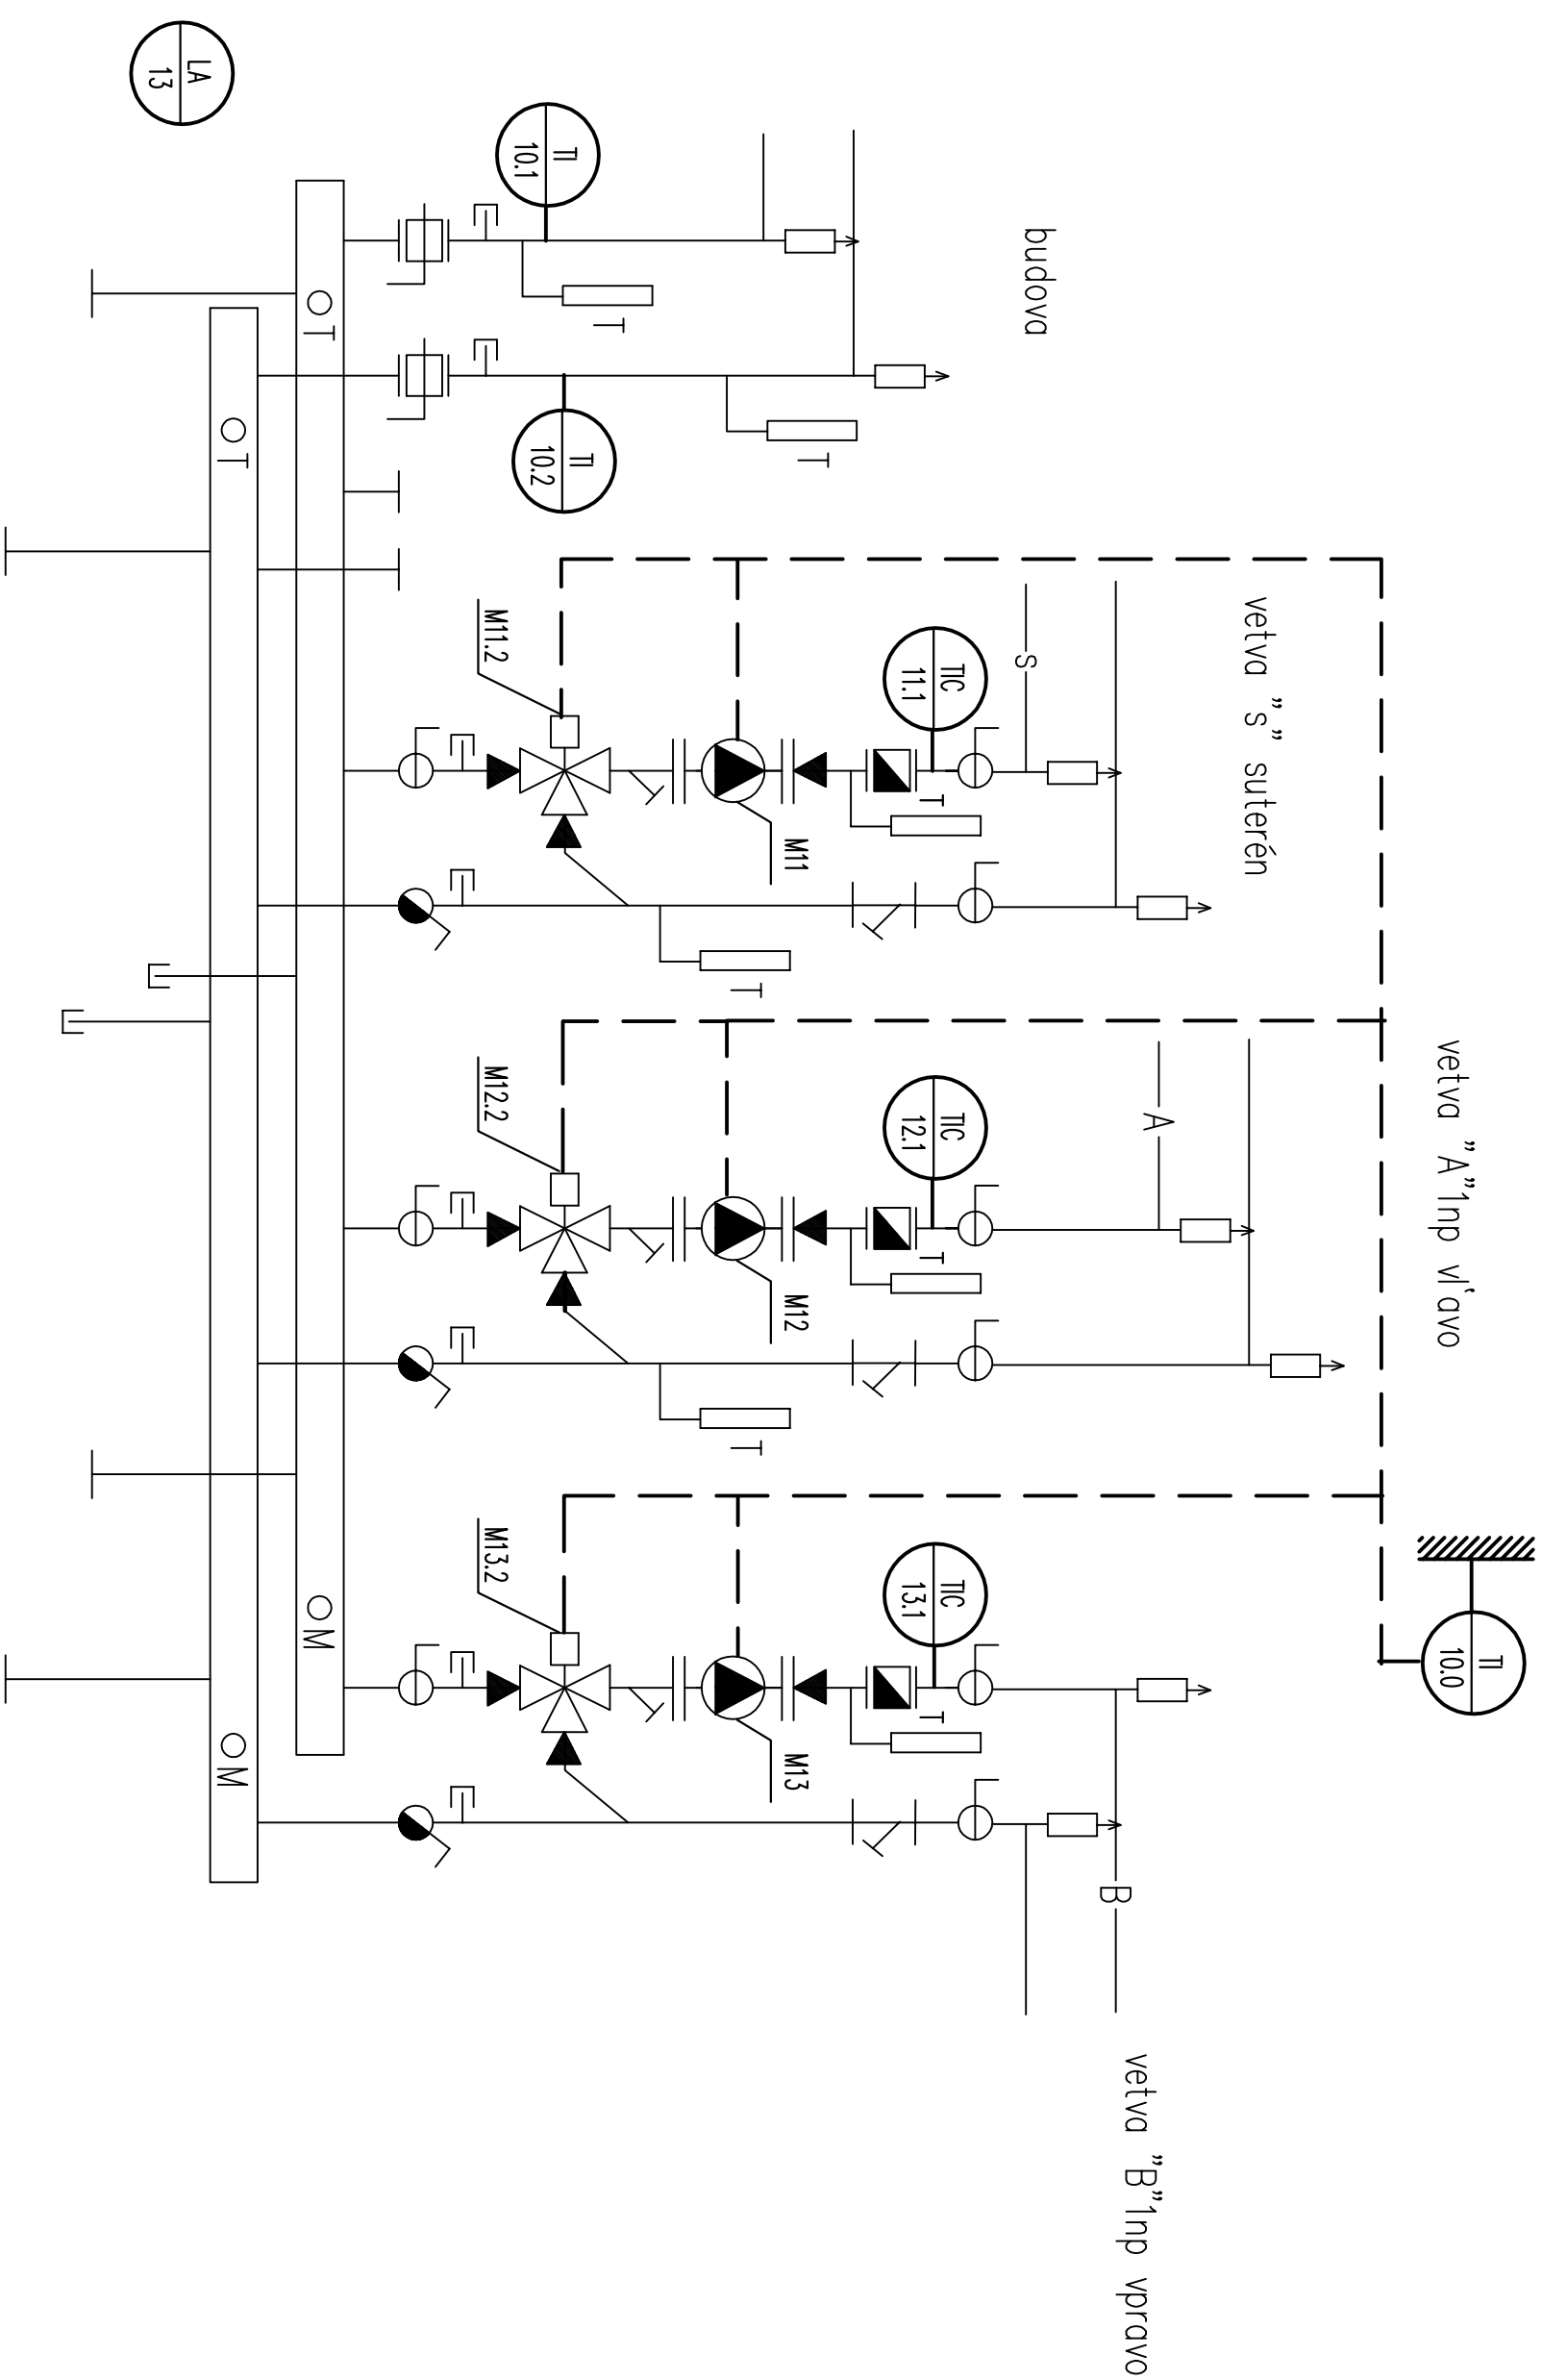 LA
13
TI
10.1
budova
T
T
TI
10.2
OT
OT
vetva "s" suterén
S
TIC
11.1
M11.2
T
M11
T
vetva "A"1np vľavo
A
TIC
12.1
M12.2
T
M12
T
TI
10.0
TIC
13.1
M13.2
OM
T
M13
OM
B
vetva "B"1np vpravo